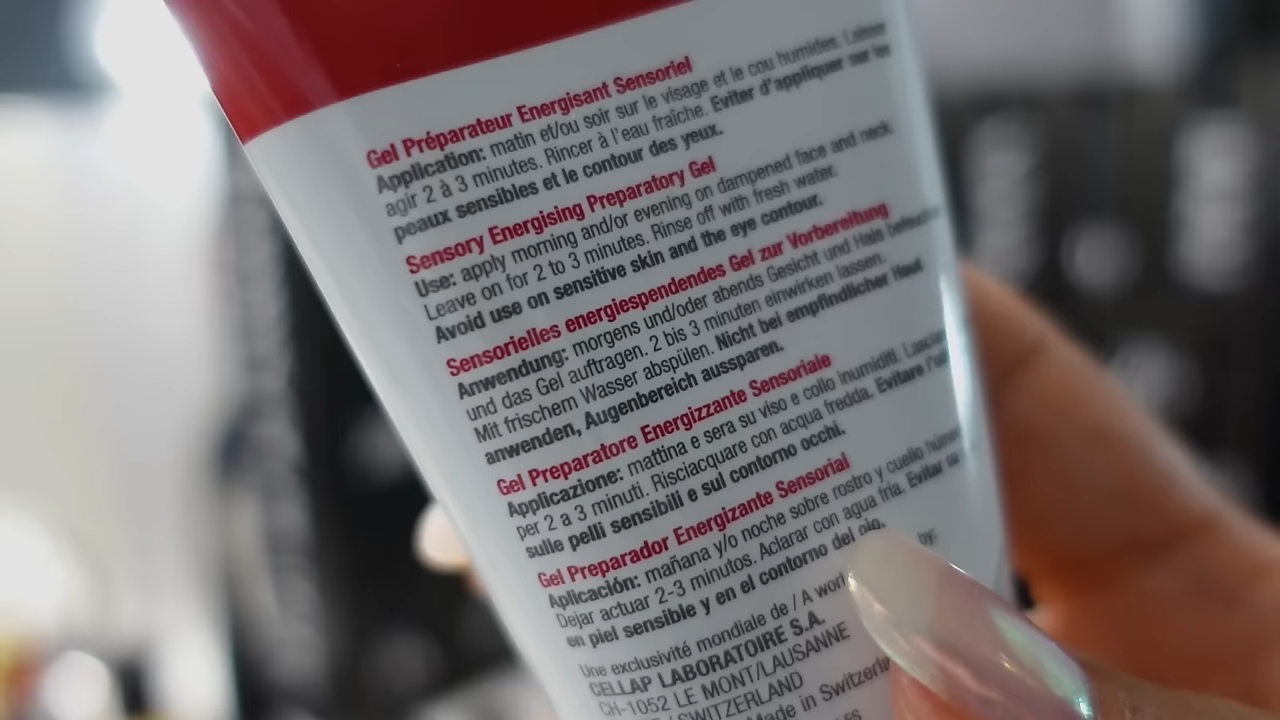 Gel Préparateur Energisant Sensoriel
Application: matin et/ou soir sur le visage et le cou humides. Laisser
agir 2 à 3 minutes. Rincer à l'eau fraîche. Eviter d'appliquer sur les
peaux sensibles et le contour des yeux.
Sensory Energising Preparatory Gel
Use: apply morning and/or evening on dampened face and neck.
Leave on for 2 to 3 minutes. Rinse off with fresh water.
Avoid use on sensitive skin and the eye contour.
Sensorielles energiespendendes Gel zur Vorbereitung
Anwendung: morgens und/oder abends Gesicht und Hals
und das Gel auftragen. 2 bis 3 minuten einwirken lassen.
Mit frischem Wasser abspülen. Nicht bei empfindlicher Haut
anwenden, Augenbereich aussparen.
Gel Preparatore Energizzante Sensoriale
Applicazione: mattina e sera su viso e collo inumiditi.
per 2 a 3 minuti. Risciacquare con acqua fredda. Evitare
sulle pelli sensibili e sul contorno occhi.
Gel Preparador Energizante Sensorial
Aplicación: mañana y/o noche sobre rostro y cuello
Dejar actuar 2-3 minutos. Aclarar con agua fría. Evitar su
en piel sensible y en el contorno del ojo.
Une exclusivité mondiale de / A by:
CELLAP LABORATOIRE S.A.
CH-1052 LE MONT/LAUSANNE
/ SWITZERLAND
Made in